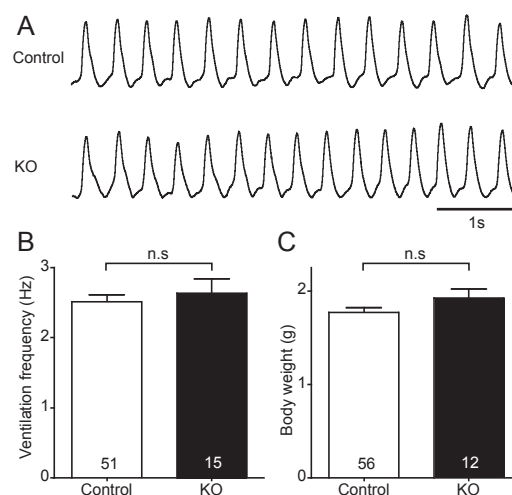 A
Control
KO
1s
B
n.s
Ventilation frequency (Hz)
3
2
1
0
51
15
Control
KO
C
n.s
Body weight (g)
2
1
0
56
12
Control
KO